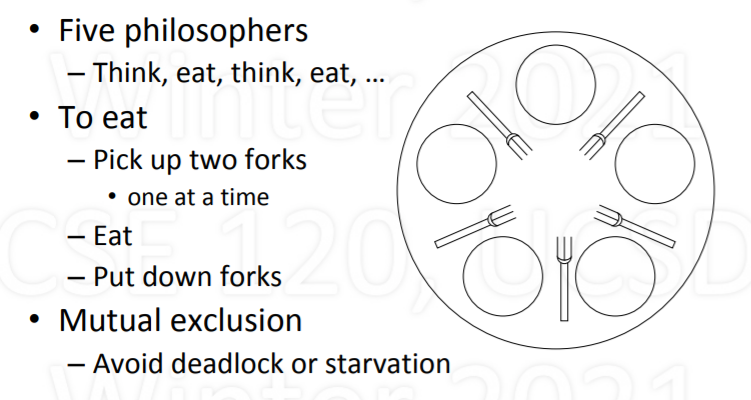 • Five philosophers
– Think, eat, think, eat, ...
• To eat
– Pick up two forks
• one at a time
– Eat
– Put down forks
• Mutual exclusion
– Avoid deadlock or starvation
Winter 2021
CSE 120, UCSD
Winter 2021